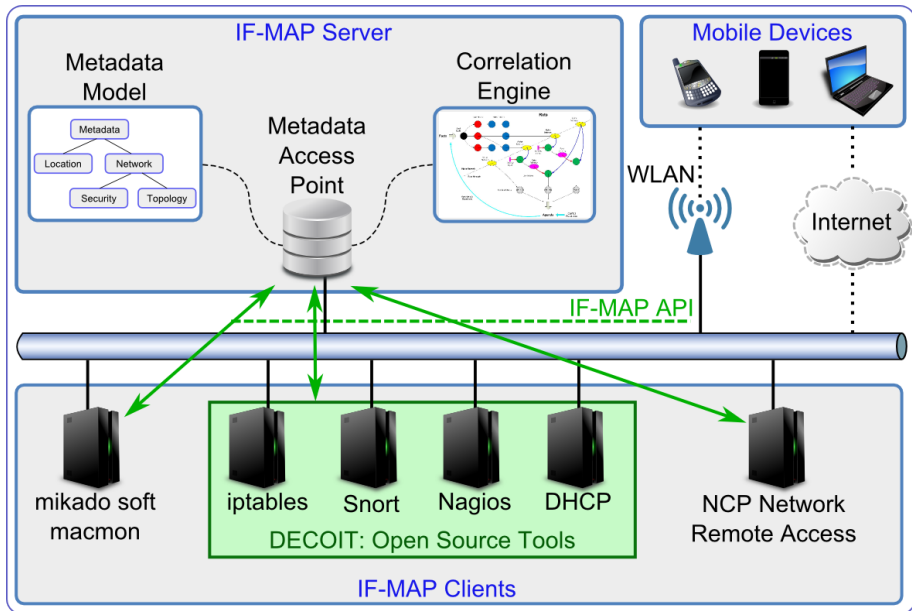 IF-MAP Server
Metadata
Model
Metadata
Location
Network
Security
Topology
Metadata
Access
Point
Correlation
Engine
Mobile Devices
WLAN
Internet
IF-MAP API
mikado soft
macmon
iptables
Snort
Nagios
DHCP
DECOIT: Open Source Tools
NCP Network
Remote Access
IF-MAP Clients